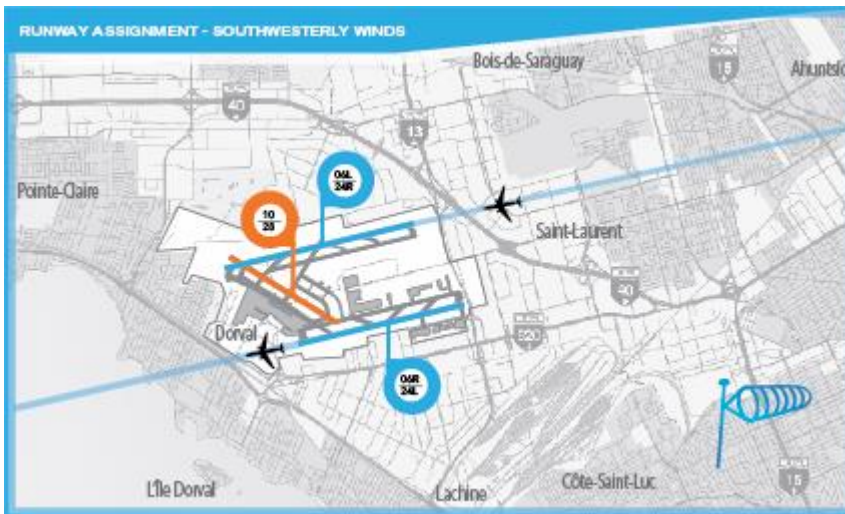 RUNWAY ASSIGNMENT - SOUTHWESTERLY WINDS
Bois-de-Saraguay
15
Ahuntsic
40
13
Pointe-Claire
06L
24R
10
28
Saint-Laurent
40
520
Dorval
06R
24L
L'Île Dorval
Lachine
Côte-Saint-Luc
15